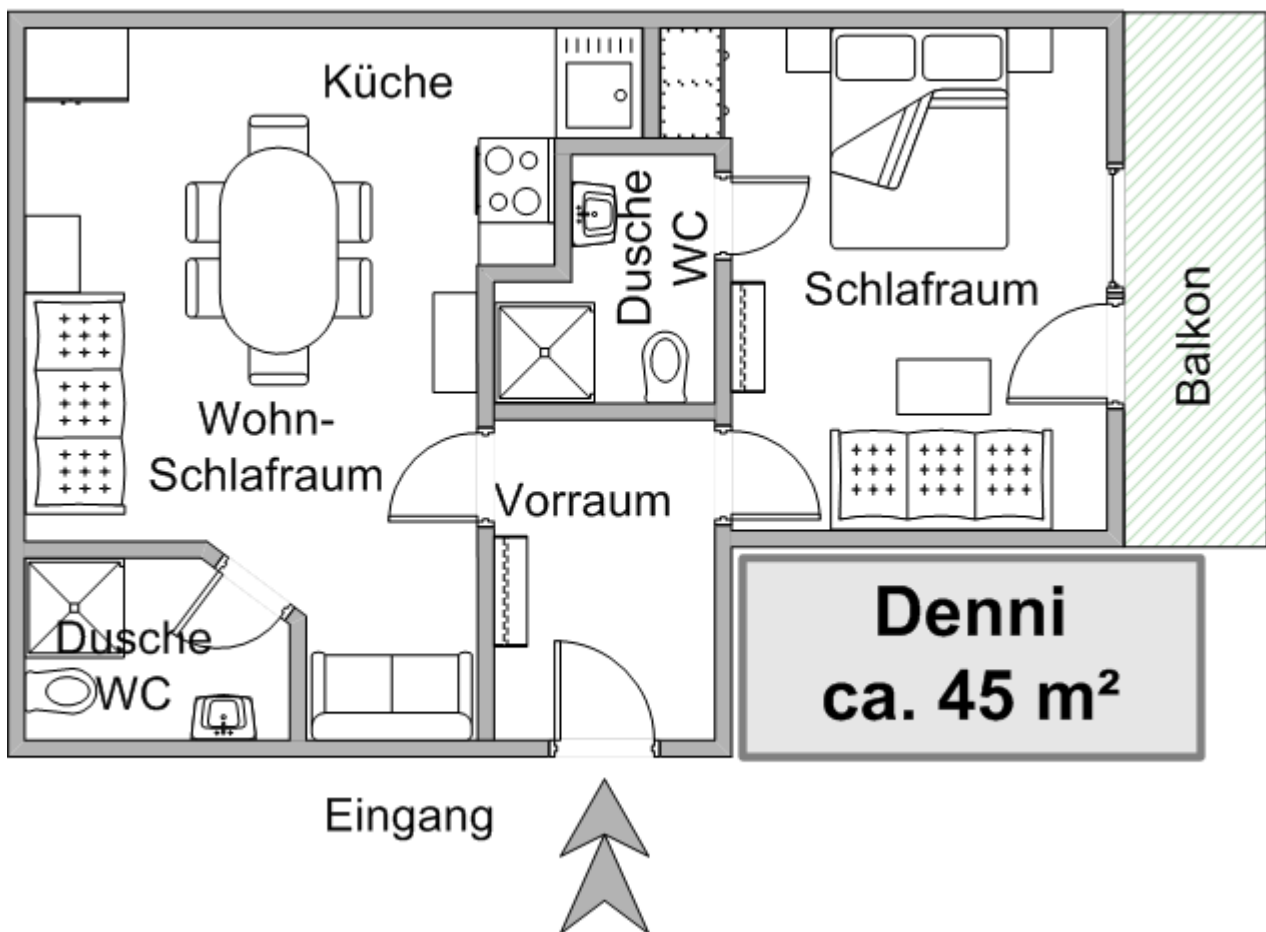 Küche
Dusche
WC
Schlafraum
Balkon
Wohn-
Schlafraum
Vorraum
Dusche
WC
Denni
ca. 45 m²
Eingang